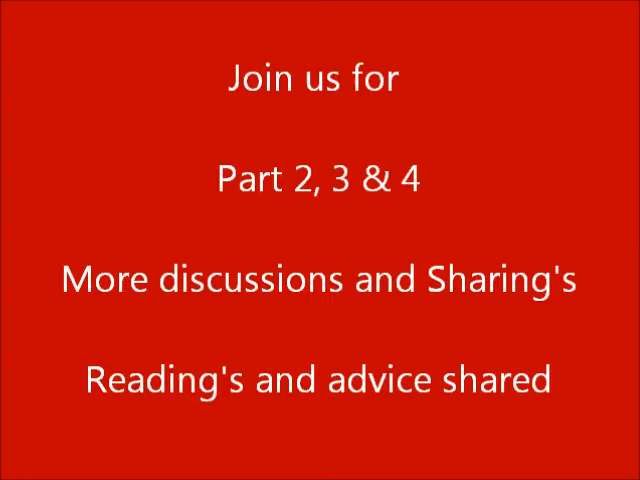 Join us for
Part 2, 3 & 4
More discussions and Sharing's
Reading's and advice shared